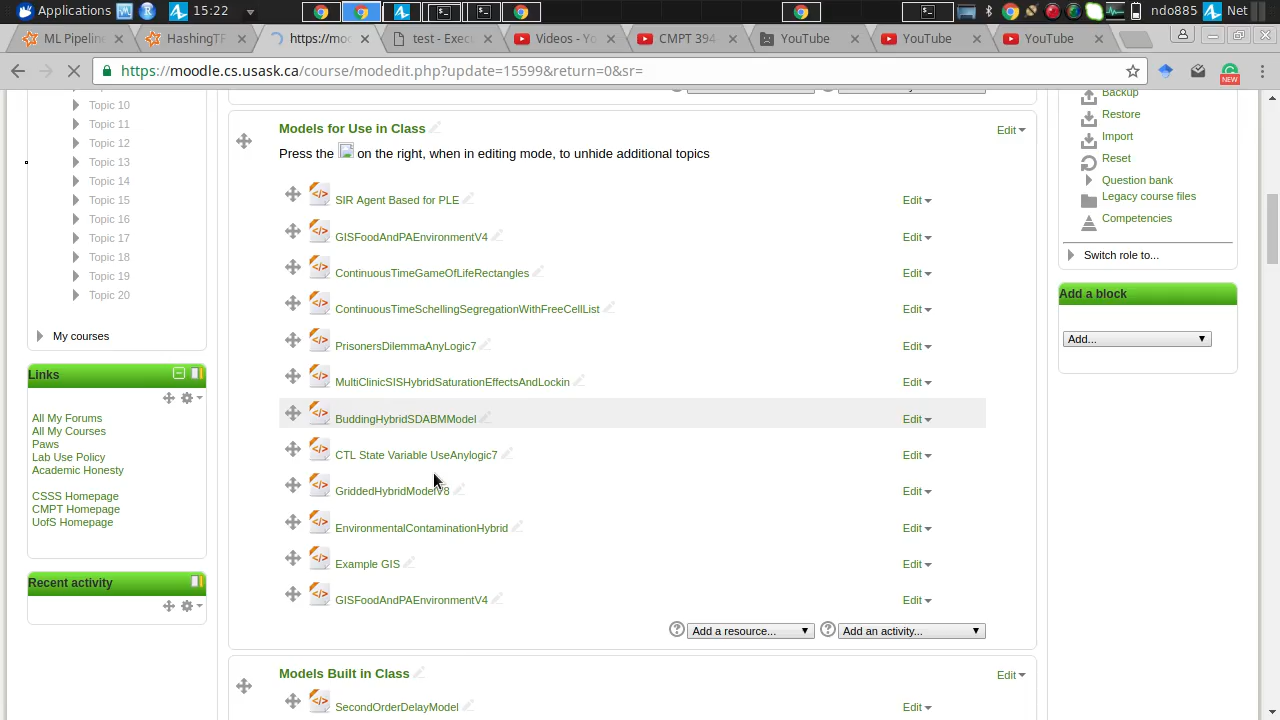 Applications 15:22 ndo885 Net
ML Pipelin
HashingTF
https://moo
test - Exec
Videos - Yo
CMPT 394
YouTube
YouTube
YouTube
https://moodle.cs.usask.ca/course/modedit.php?update=15599&return=0&sr=
NEW
Topic 10
Topic 11
Topic 12
Topic 13
Topic 14
Topic 15
Topic 16
Topic 17
Topic 18
Topic 19
Topic 20
My courses
Links
All My Forums
All My Courses
Paws
Lab Use Policy
Academic Honesty
CSSS Homepage
CMPT Homepage
UofS Homepage
Recent activity
Models for Use in Class
Edit
Press the on the right, when in editing mode, to unhide additional topics
SIR Agent Based for PLE Edit
GISFoodAndPAEnvironmentV4 Edit
ContinuousTimeGameOfLifeRectangles Edit
ContinuousTimeSchellingSegregationWithFreeCellList Edit
PrisonersDilemmaAnyLogic7 Edit
MultiClinicSISHybridSaturationEffectsAndLockin Edit
BuddingHybridSDABMModel Edit
CTL State Variable UseAnylogic7 Edit
GriddedHybridModelV8 Edit
EnvironmentalContaminationHybrid Edit
Example GIS Edit
GISFoodAndPAEnvironmentV4 Edit
Add a resource... Add an activity...
Models Built in Class Edit
SecondOrderDelayModel Edit
Backup
Restore
Import
Reset
Question bank
Legacy course files
Competencies
Switch role to...
Add a block
Add...